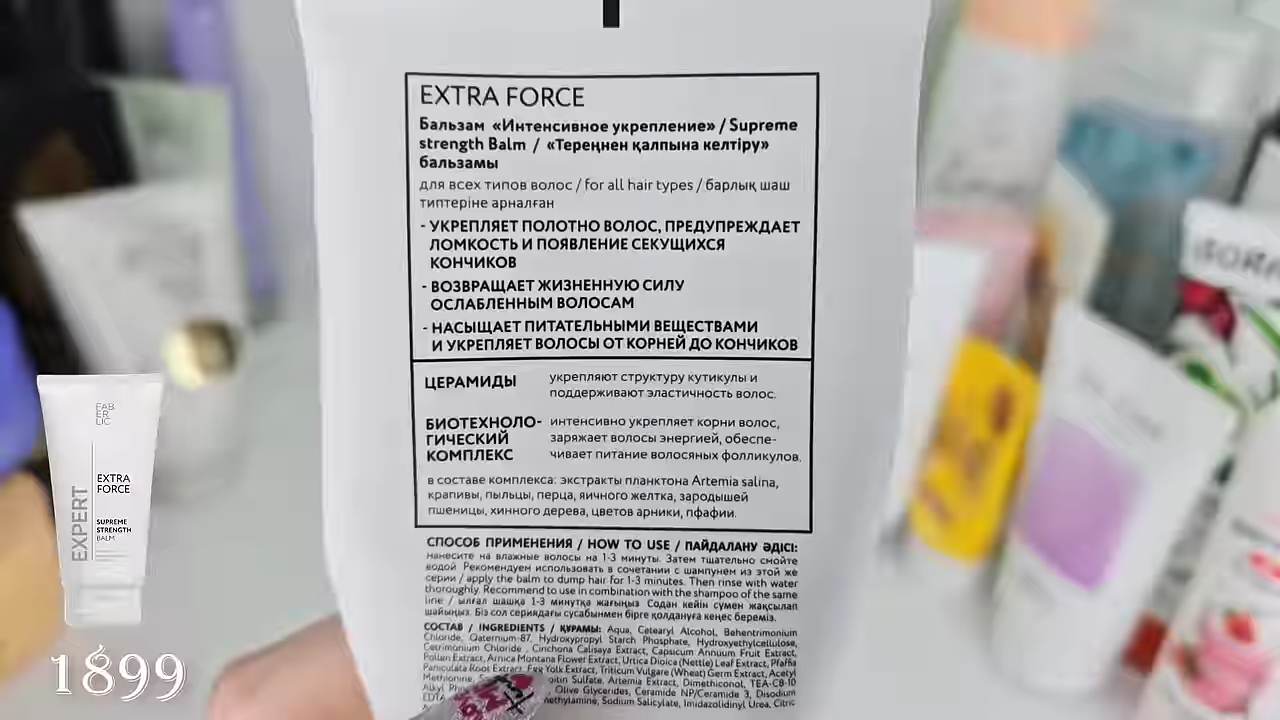 EXTRA FORCE
Бальзам «Интенсивное укрепление» / Supreme
strength Balm / «Тереңнен қалпына келтіру»
бальзамы
для всех типов волос / for all hair types / барлық шаш
типтеріне арналған
- УКРЕПЛЯЕТ ПОЛОТНО ВОЛОС, ПРЕДУПРЕЖДАЕТ
ЛОМКОСТЬ И ПОЯВЛЕНИЕ СЕКУЩИХСЯ
КОНЧИКОВ
- ВОЗВРАЩАЕТ ЖИЗНЕННУЮ СИЛУ
ОСЛАБЛЕННЫМ ВОЛОСАМ
- НАСЫЩАЕТ ПИТАТЕЛЬНЫМИ ВЕЩЕСТВАМИ
И УКРЕПЛЯЕТ ВОЛОСЫ ОТ КОРНЕЙ ДО КОНЧИКОВ
ЦЕРАМИДЫ укрепляют структуру кутикулы и
поддерживают эластичность волос.
БИОТЕХНОЛО- интенсивно укрепляет корни волос,
ГИЧЕСКИЙ заряжает волосы энергией, обеспе-
КОМПЛЕКС чивает питание волосяных фолликулов.
в составе комплекса: экстракты планктона Artemia salina,
крапивы, пыльцы, перца, яичного желтка, зародышей
пшеницы, хинного дерева, цветов арники, пфафии.
СПОСОБ ПРИМЕНЕНИЯ / HOW TO USE / ПАЙДАЛАНУ ӘДІСІ:
нанесите на влажные волосы на 1-3 минуты. Затем тщательно смойте
водой. Рекомендуем использовать в сочетании с шампунем из этой же
серии / apply the balm to dump hair for 1-3 minutes. Then rinse with water
thoroughly. Recommend to use in combination with the shampoo of the same
line / ылғал шашқа 1-3 минутқа жағыңыз Содан кейін сумен жақсылап
шайыңыз. Біз сол сериядағы сусабынмен бірге қолдануға кеңес береміз.
СОСТАВ / INGREDIENTS / ҚҰРАМЫ: Aqua, Cetearyl Alcohol, Behentrimonium
Chloride, Qaternium-87, Hydroxypropyl Starch Phosphate, Hydroxyethylcellulose,
Cetrimonium Chloride , Cinchona Calisaya Extract, Capsicum Annuum Fruit Extract,
Pollen Extract, Arnica Montana Flower Extract, Urtica Dioica (Nettle) Leaf Extract, Pfaffia
Paniculata Root Extract, Egg Yolk Extract, Triticum Vulgare (Wheat) Germ Extract, Acetyl
Methionine, Sulfate, Artemia Extract, Dimethiconol, TEA-C8-10
Alkyl Olive Glycerides, Ceramide NP/Ceramide 3, Disodium
EDTA Sodium Salicylate, Imidazolidinyl Urea, Citric
FAB
ER
LIC
EXPERT
EXTRA
FORCE
SUPREME
STRENGTH
BALM
1899